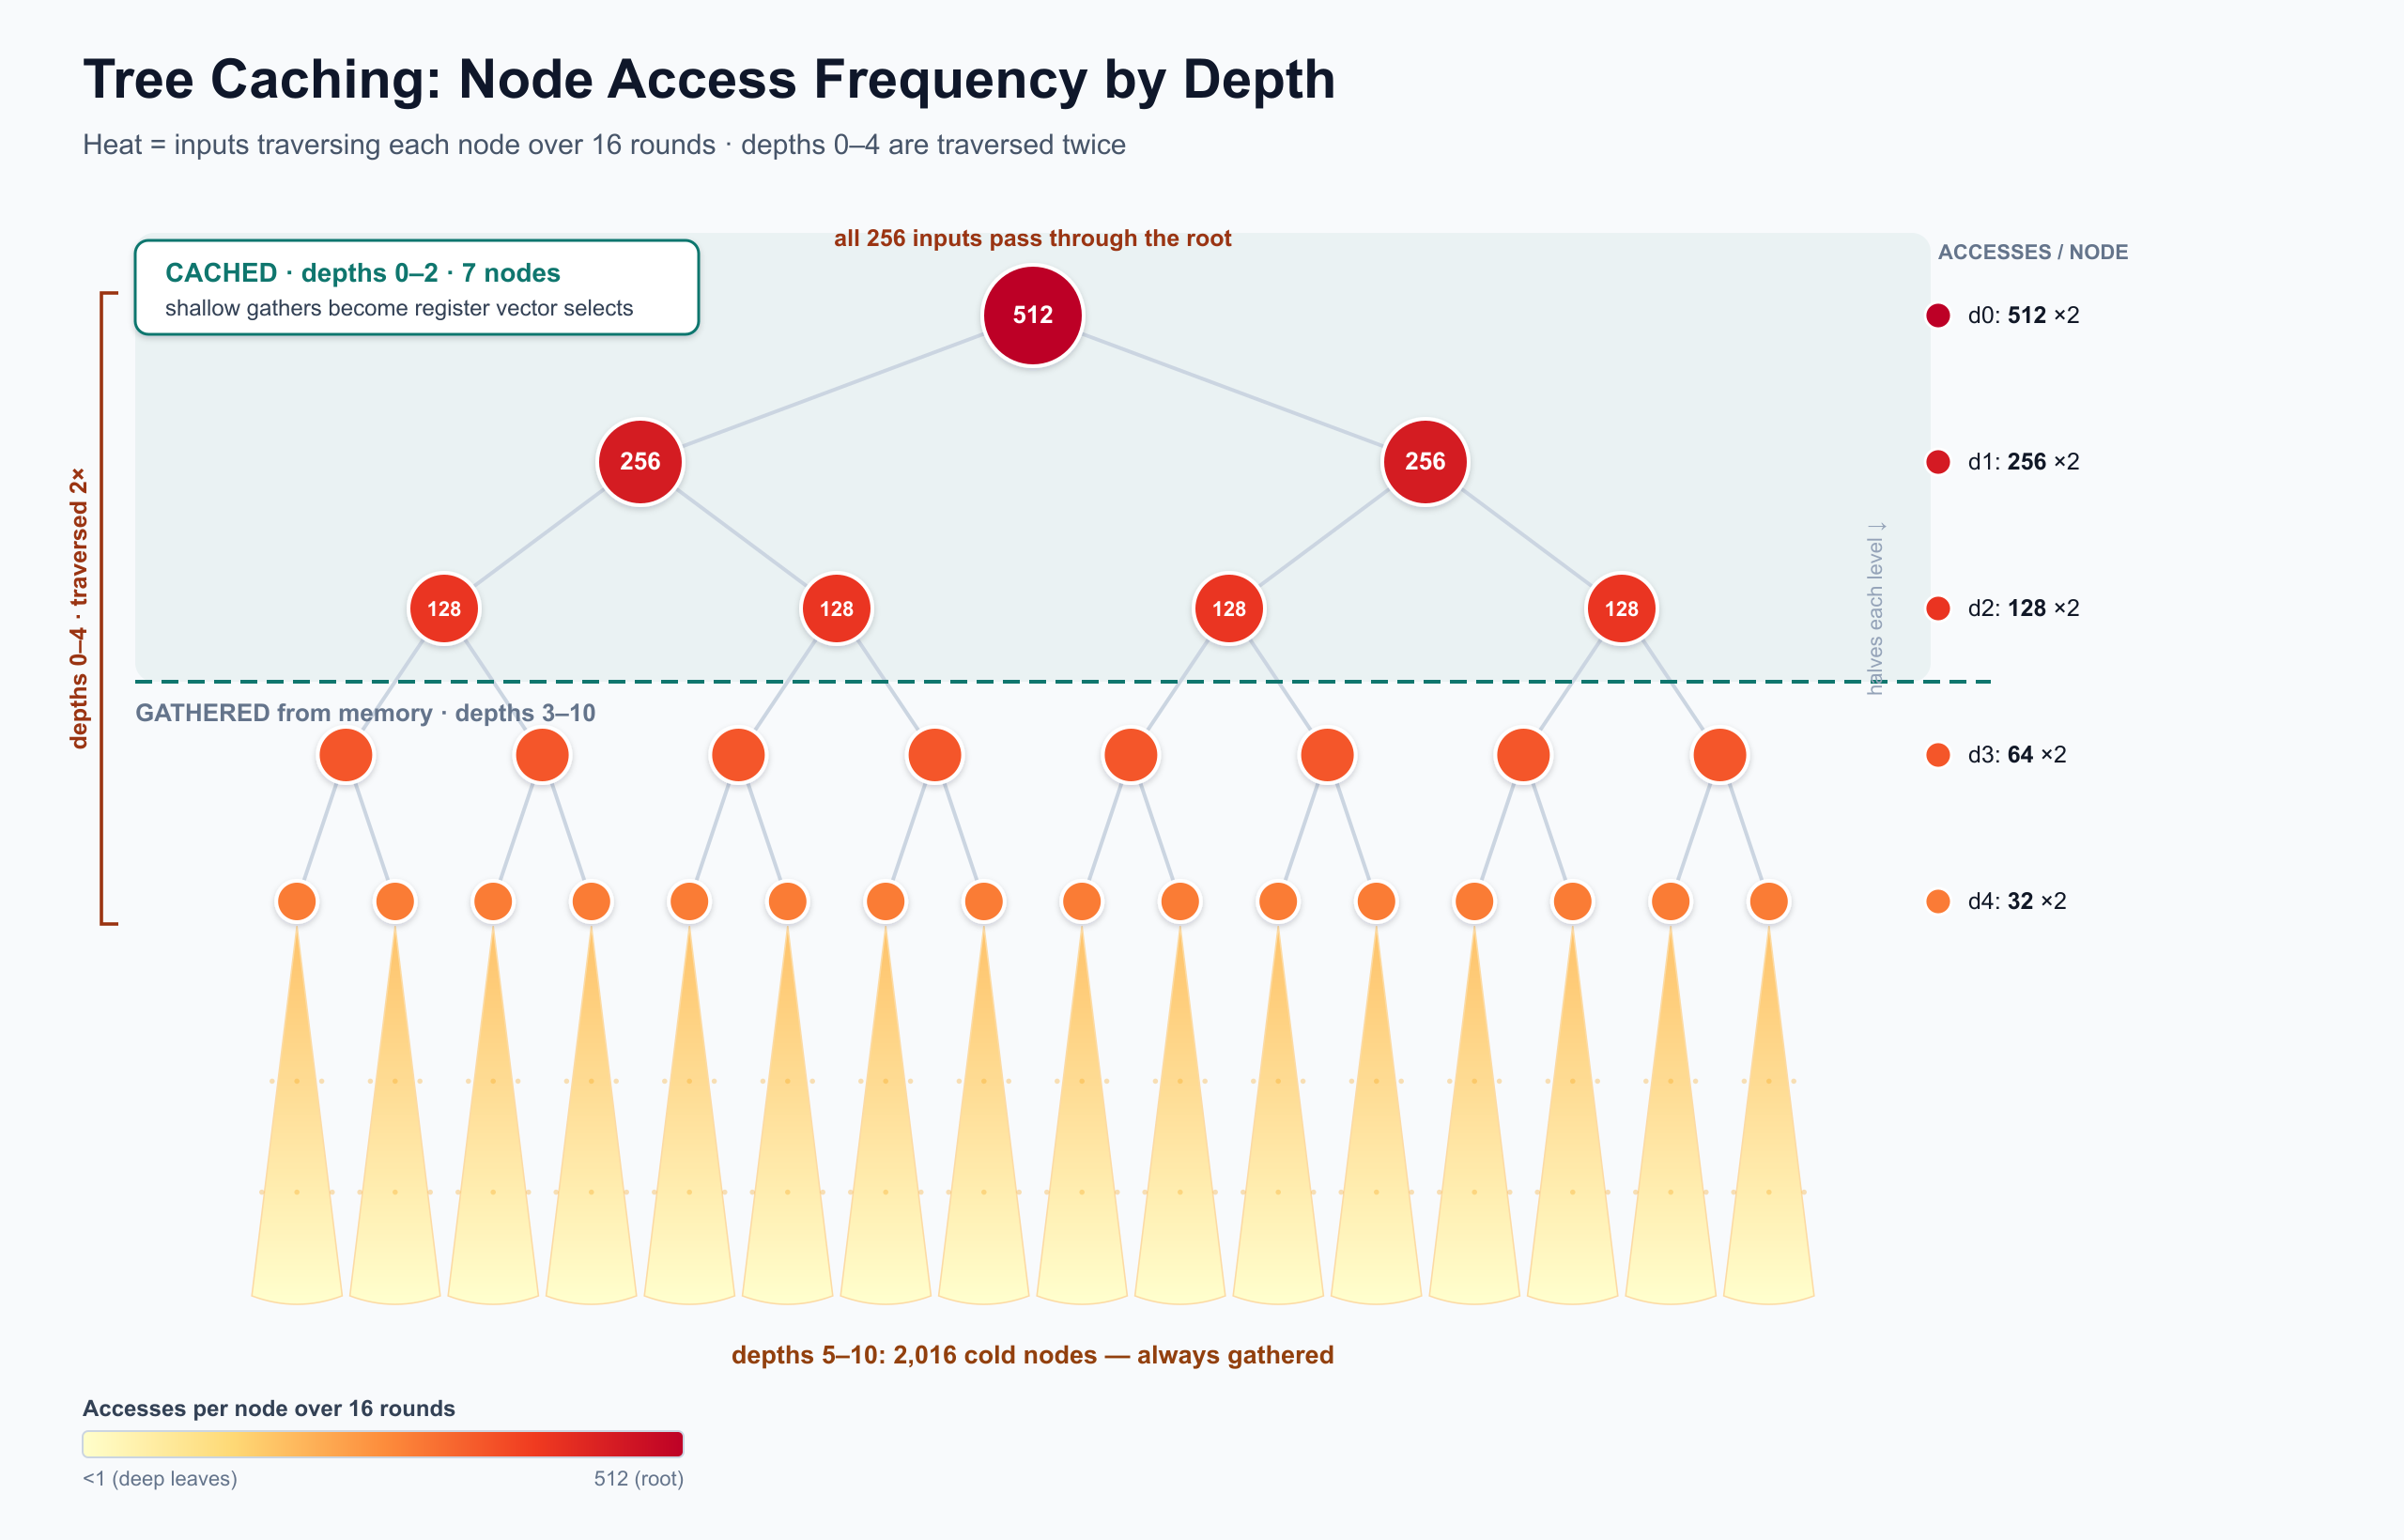 Tree Caching: Node Access Frequency by Depth
Heat = inputs traversing each node over 16 rounds · depths 0–4 are traversed twice
all 256 inputs pass through the root
ACCESSES / NODE
CACHED · depths 0–2 · 7 nodes
shallow gathers become register vector selects
512
d0: 512 ×2
256
256
d1: 256 ×2
depths 0–4 · traversed 2×
halves each level ↓
128
128
128
128
d2: 128 ×2
GATHERED from memory · depths 3–10
d3: 64 ×2
d4: 32 ×2
depths 5–10: 2,016 cold nodes — always gathered
Accesses per node over 16 rounds
<1 (deep leaves)
512 (root)